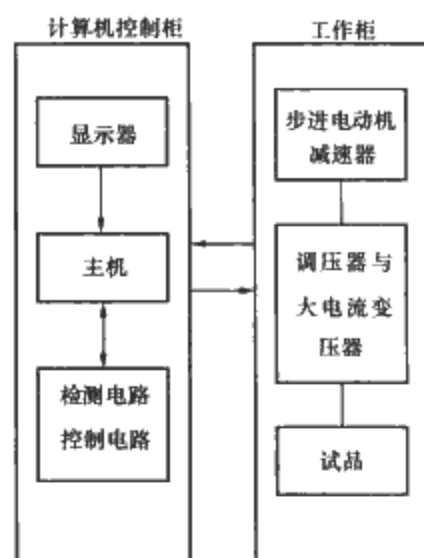 计算机控制柜
显示器
主机
检测电路
控制电路
工作柜
步进电动机
减速器
调压器与
大电流变
压器
试品